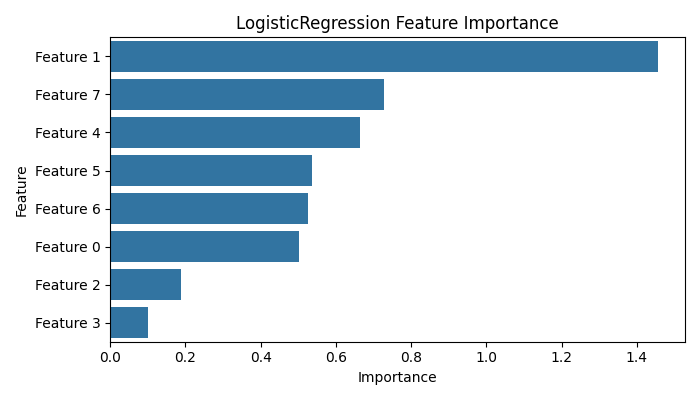 LogisticRegression Feature Importance
Feature 1
Feature 7
Feature 4
Feature 5
Feature 6
Feature 0
Feature 2
Feature 3
Feature
0.0 0.2 0.4 0.6 0.8 1.0 1.2 1.4
Importance